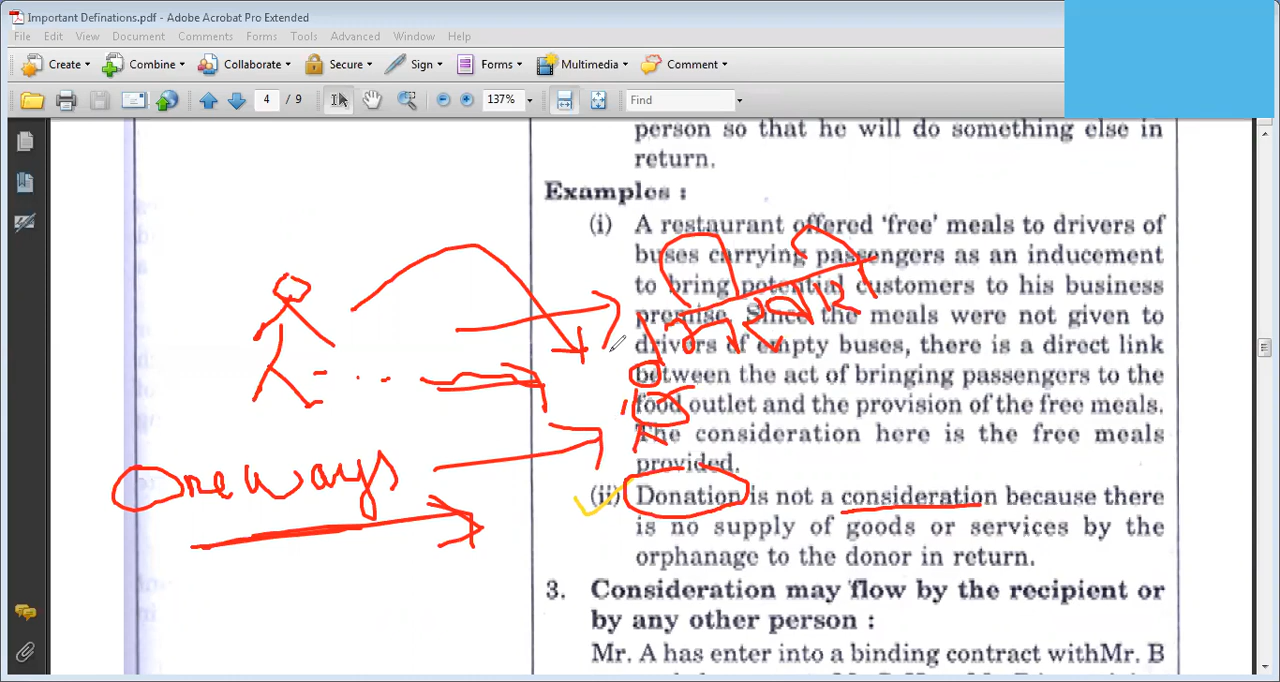 Important Definations.pdf - Adobe Acrobat Pro Extended
File Edit View Document Comments Forms Tools Advanced Window Help
Create Combine Collaborate Secure Sign Forms Multimedia Comment
4 / 9 137% Find
person so that he will do something else in
return.
Examples :
(i) A restaurant offered 'free' meals to drivers of
buses carrying passengers as an inducement
to bring potential customers to his business
premise. Since the meals were not given to
drivers of empty buses, there is a direct link
between the act of bringing passengers to the
food outlet and the provision of the free meals.
The consideration here is the free meals
provided.
(ii) Donation is not a consideration because there
is no supply of goods or services by the
orphanage to the donor in return.
3. Consideration may flow by the recipient or
by any other person :
Mr. A has enter into a binding contract withMr. B
One ways